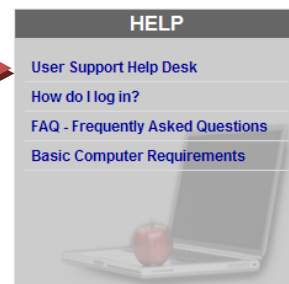 HELP
User Support Help Desk
How do I log in?
FAQ - Frequently Asked Questions
Basic Computer Requirements